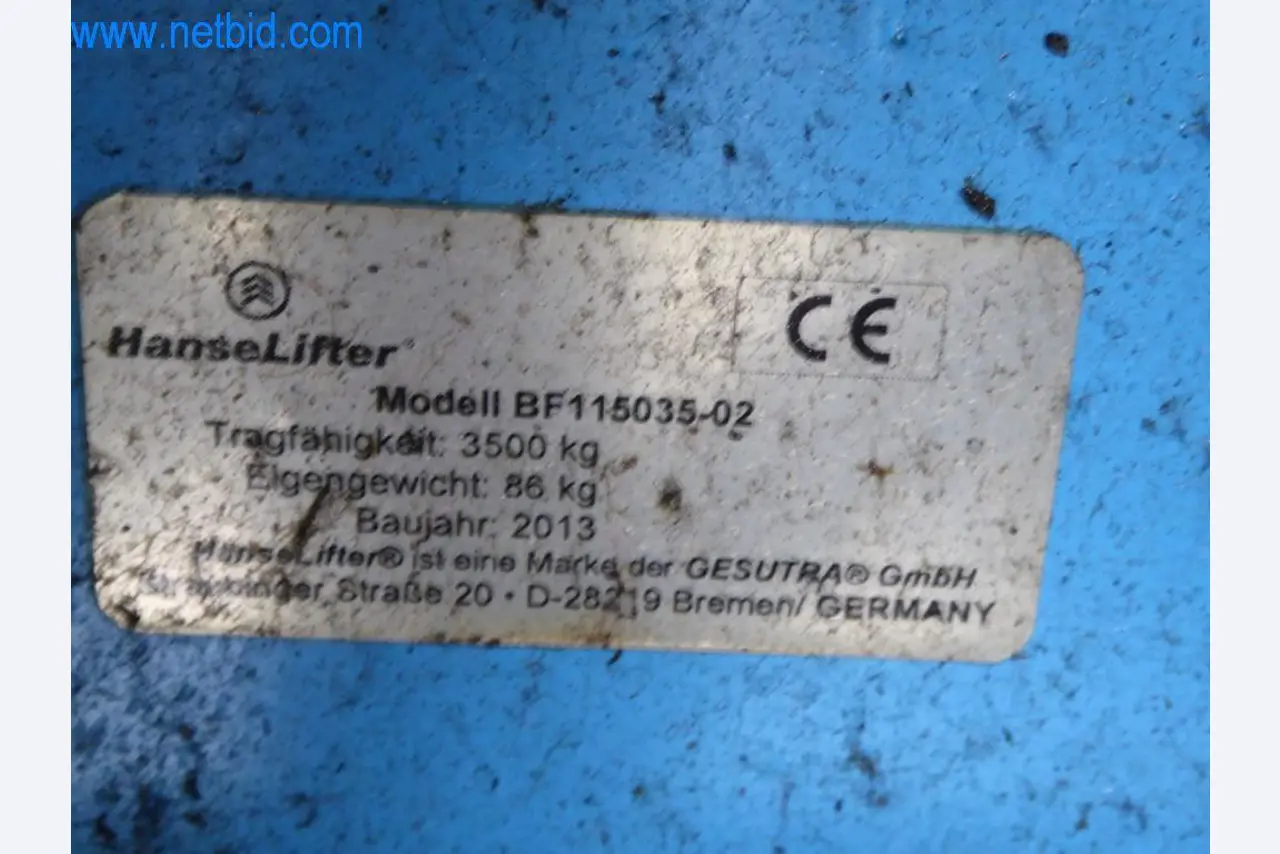 www.netbid.com
HanseLifter®
CE
Modell BF115035-02
Tragfähigkeit: 3500 kg
Eigengewicht: 86 kg
Baujahr: 2013
HanseLifter® ist eine Marke der GESUTRA® GmbH
Straubinger Straße 20 • D-28219 Bremen/ GERMANY